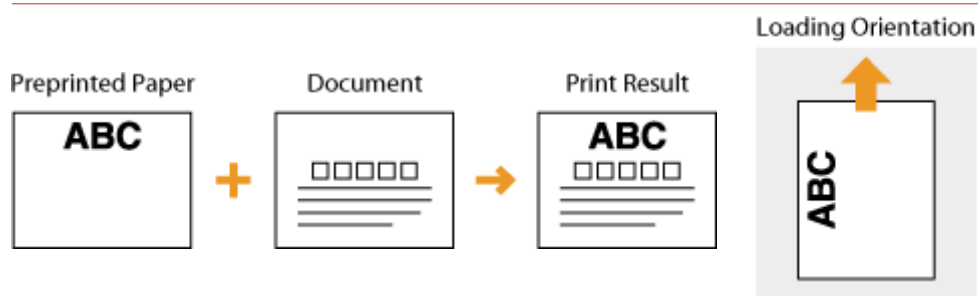 Loading Orientation
Preprinted Paper
Document
Print Result
ABC
ABC
ABC